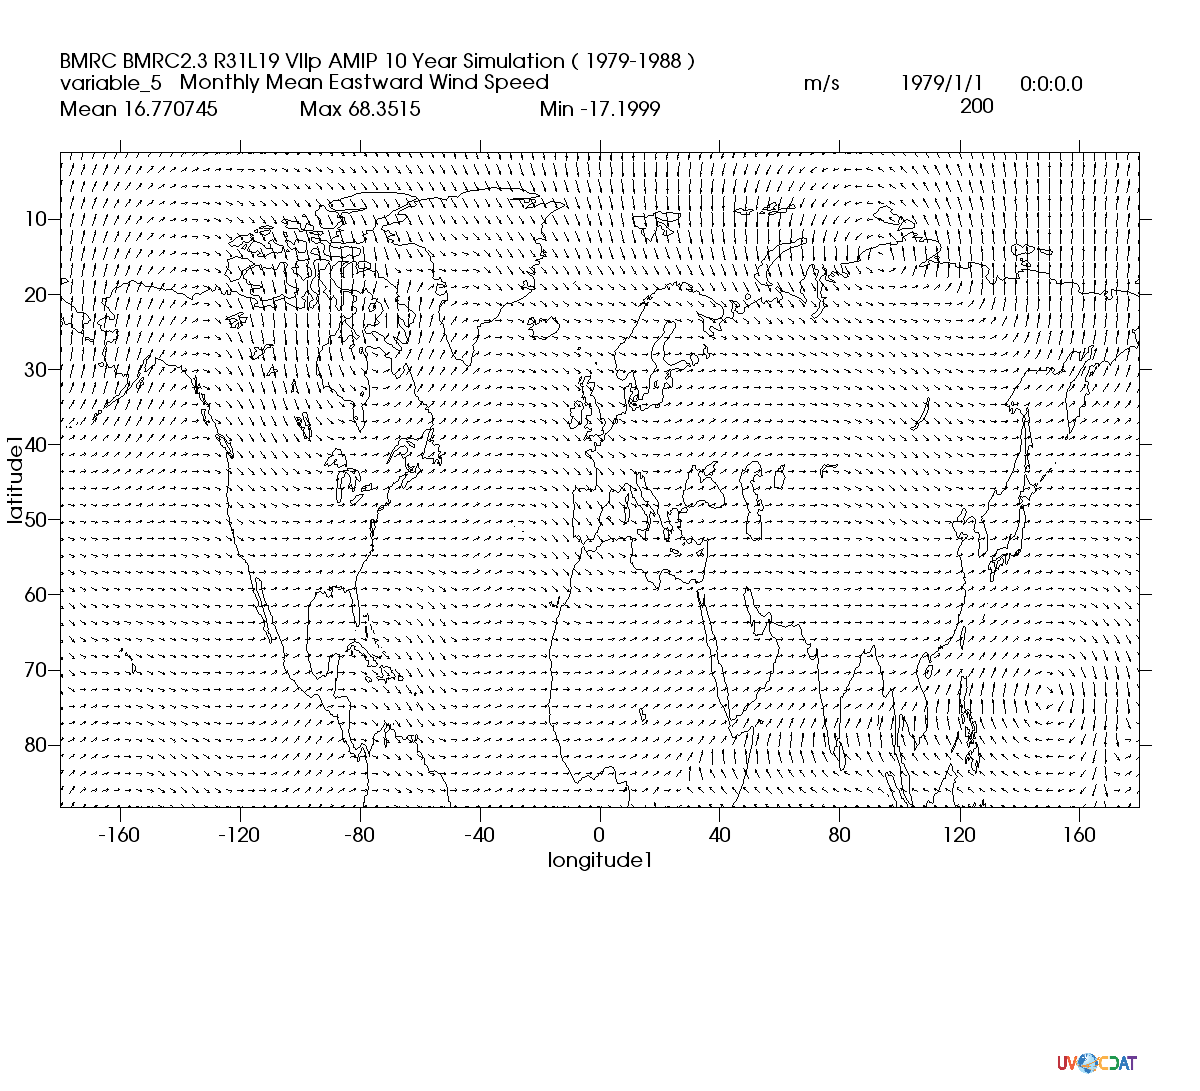 BMRC BMRC2.3 R31L19 VIIp AMIP 10 Year Simulation ( 1979-1988 )
variable_5 Monthly Mean Eastward Wind Speed m/s 1979/1/1 0:0:0.0
Mean 16.770745 Max 68.3515 Min -17.1999 200
10
20
30
40
50
60
70
80
latitude1
-160 -120 -80 -40 0 40 80 120 160
longitude1
UV CDAT